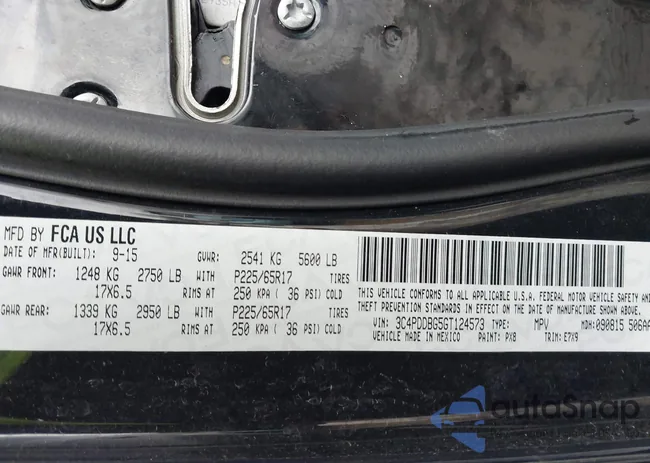 MFD BY FCA US LLC
DATE OF MFR(BUILT): 9-15 GVWR: 2541 KG 5600 LB
GAWR FRONT: 1248 KG 2750 LB WITH P225/65R17 TIRES
17X6.5 RIMS AT 250 KPA ( 36 PSI) COLD
GAWR REAR: 1339 KG 2950 LB WITH P225/65R17 TIRES
17X6.5 RIMS AT 250 KPA ( 36 PSI) COLD
THIS VEHICLE CONFORMS TO ALL APPLICABLE U.S.A. FEDERAL MOTOR VEHICLE SAFETY AND
THEFT PREVENTION STANDARDS IN EFFECT ON THE DATE OF MANUFACTURE SHOWN ABOVE.
VIN: 3C4PDDBG5GT124573 TYPE: MPV MDH: 090815 506AA
VEHICLE MADE IN MEXICO PAINT: PX8 TRIM: E7X9
autoSnap